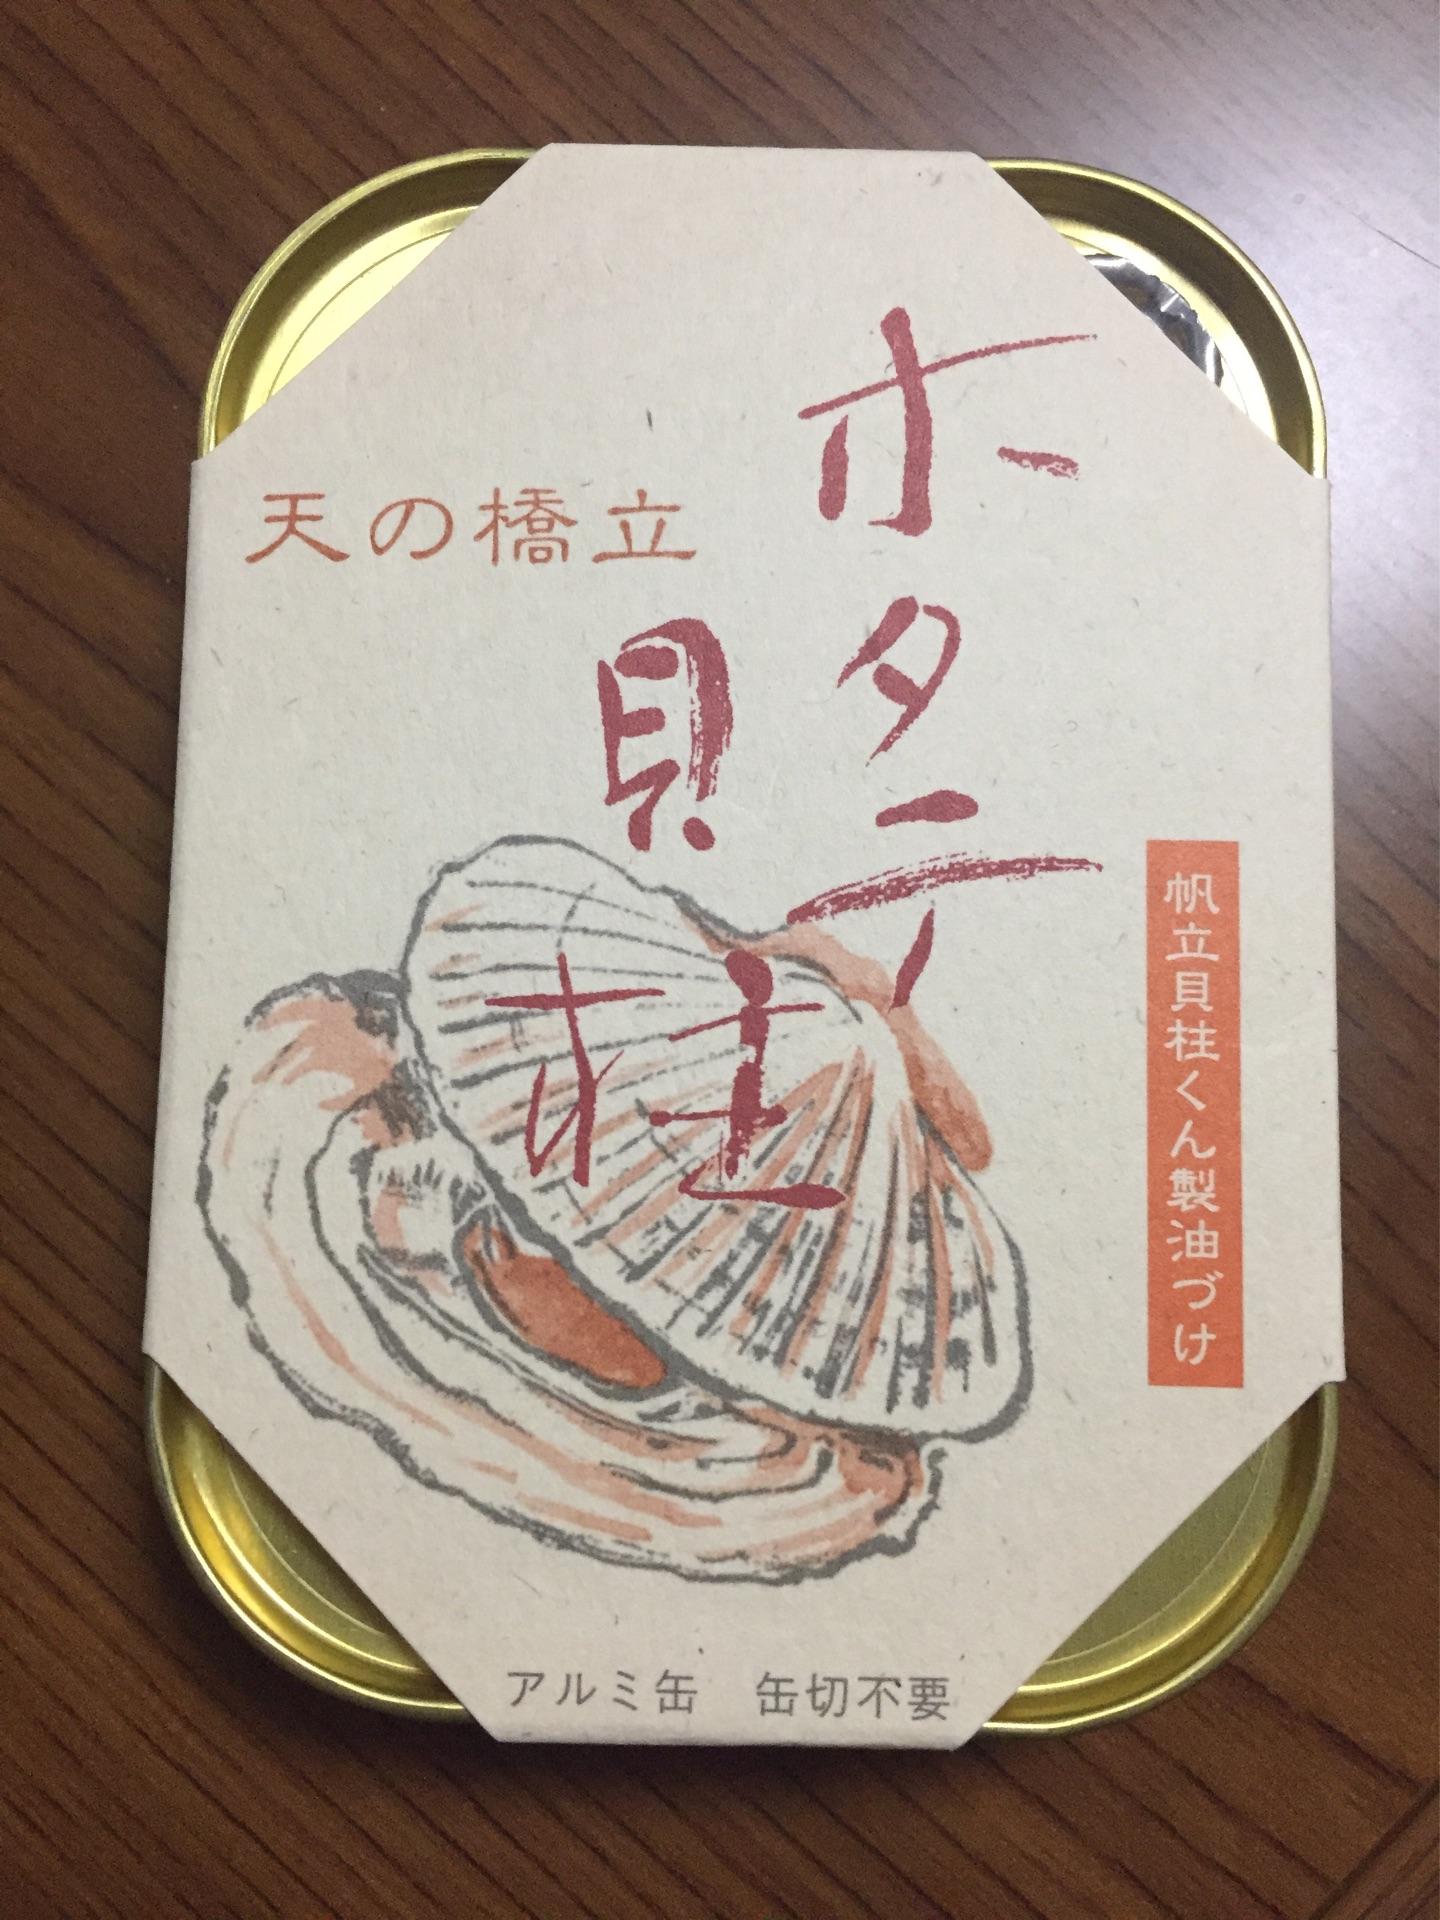 ホタテ
貝柱
天の橋立
帆立貝柱くん製油づけ
アルミ缶　缶切不要